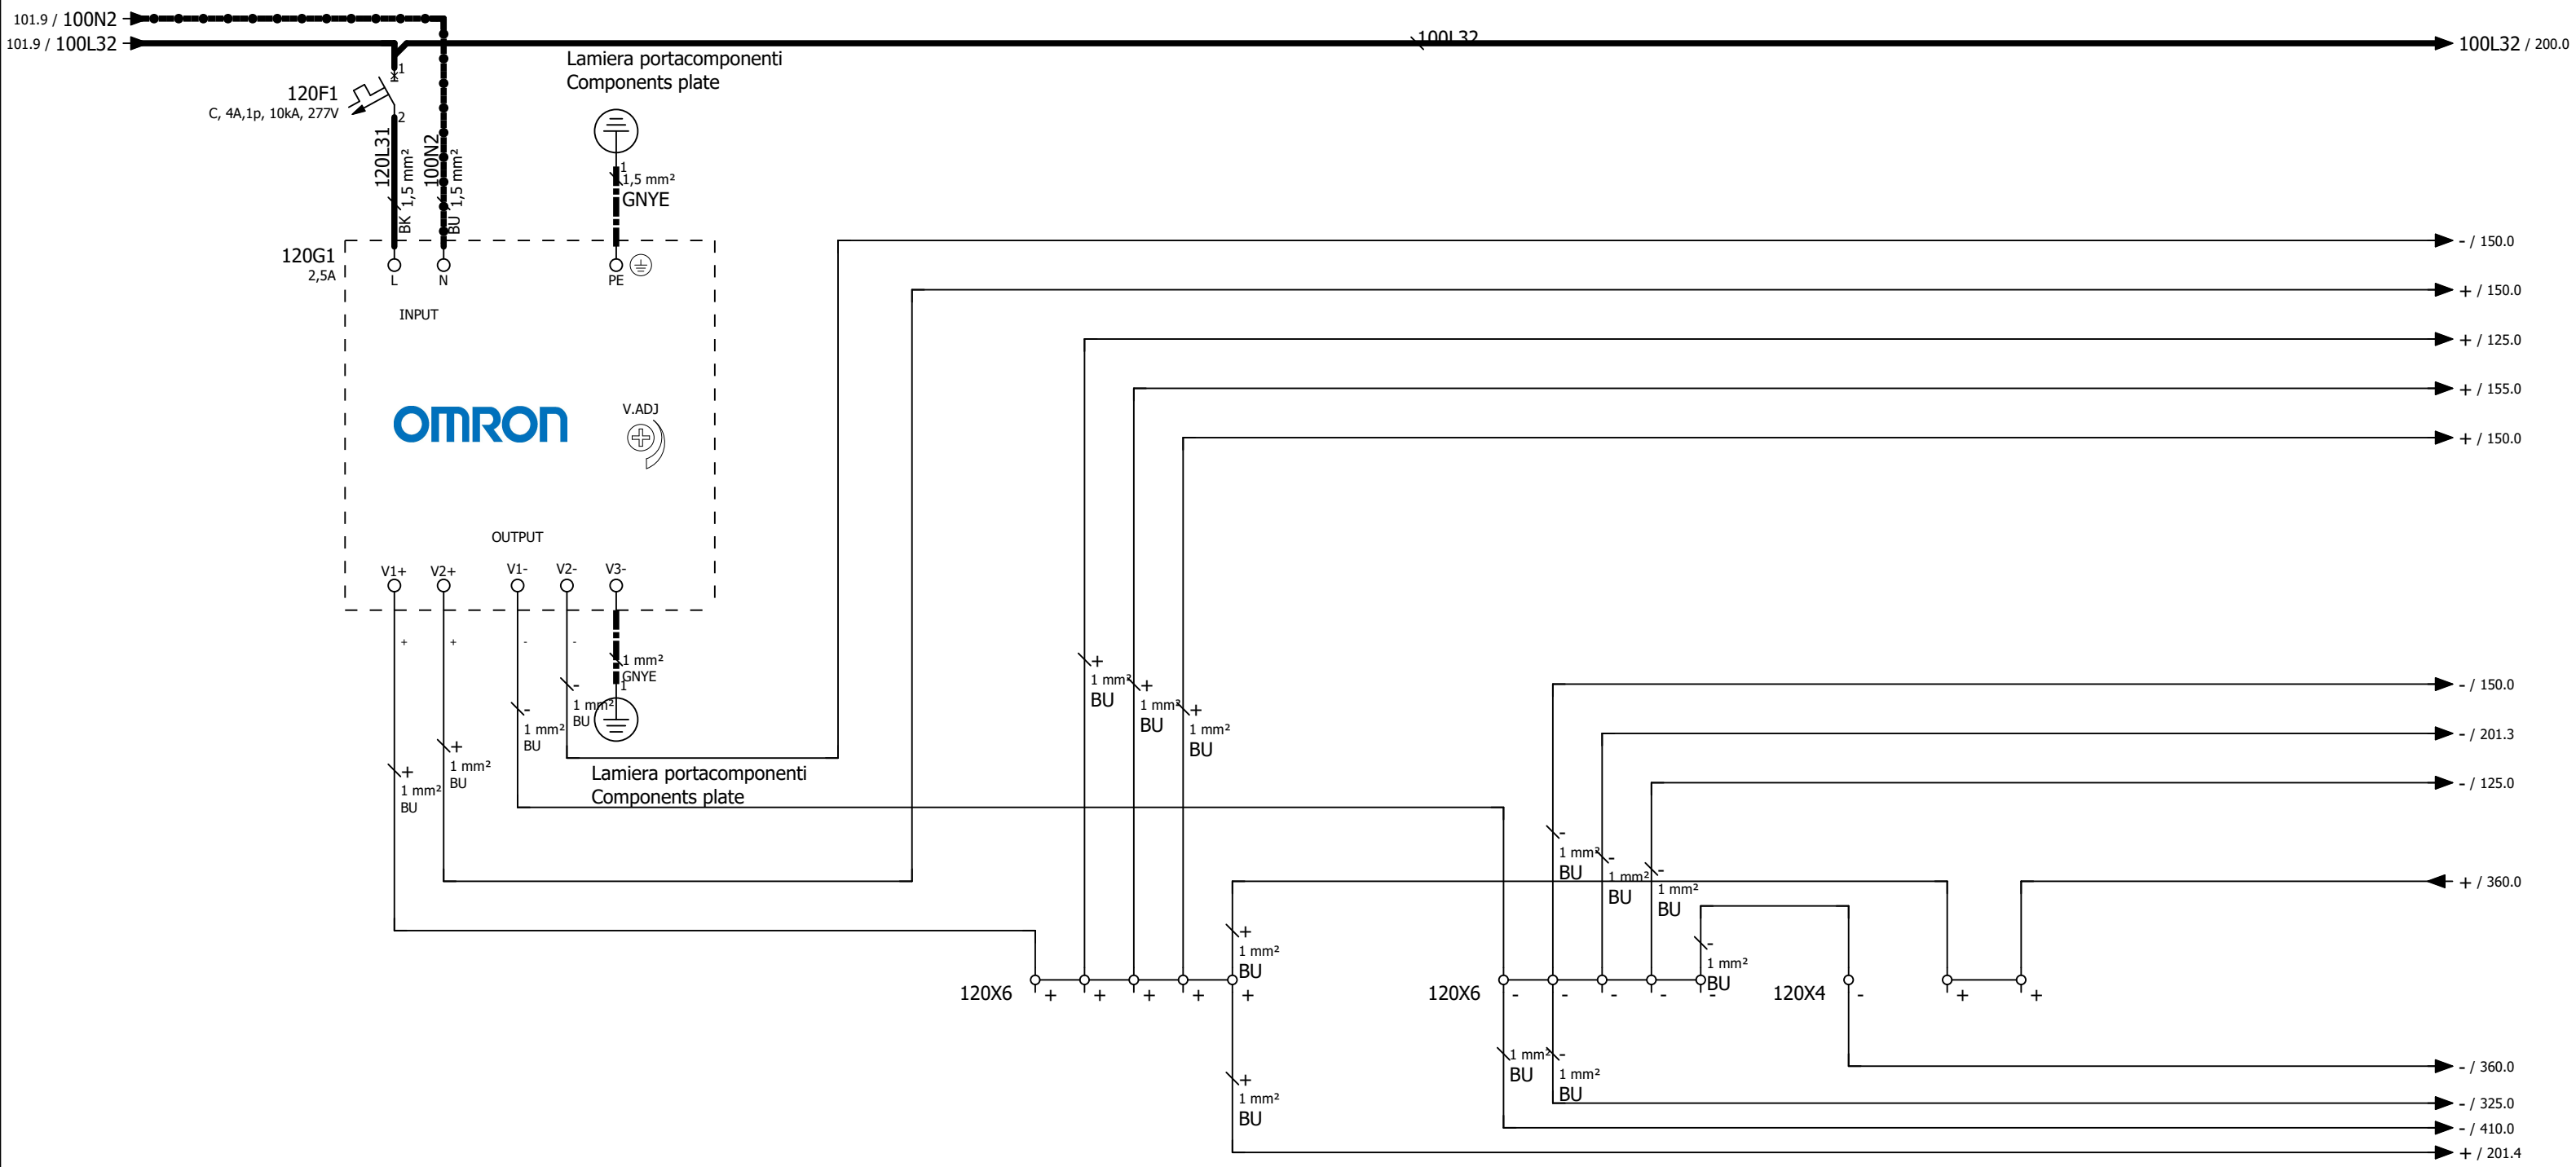 101.9 / 100N2
101.9 / 100L32
100L32
100L32 / 200.0
Lamiera portacomponenti
Components plate
1
120F1
C, 4A,1p, 10kA, 277V
2
120L31
BK 1,5 mm²
100N2
BU 1,5 mm²
1
1,5 mm²
GNYE
120G1
2,5A
L
N
PE
INPUT
- / 150.0
+ / 150.0
+ / 125.0
+ / 155.0
+ / 150.0
OMRON
V.ADJ
OUTPUT
V1+
V2+
V1-
V2-
V3-
+
+
-
-
1 mm²
GNYE
1
-
1 mm²
BU
-
1 mm²
BU
+
1 mm²
BU
+
1 mm²
BU
Lamiera portacomponenti
Components plate
+
1 mm²
BU
+
1 mm²
BU
+
1 mm²
BU
- / 150.0
- / 201.3
- / 125.0
+ / 360.0
-
1 mm²
BU
-
1 mm²
BU
-
1 mm²
BU
+
1 mm²
BU
-
1 mm²
BU
120X6
+
+
+
+
+
120X6
-
-
-
-
-
120X4
-
+
+
1 mm²
BU
-
1 mm²
BU
+
1 mm²
BU
- / 360.0
- / 325.0
- / 410.0
+ / 201.4